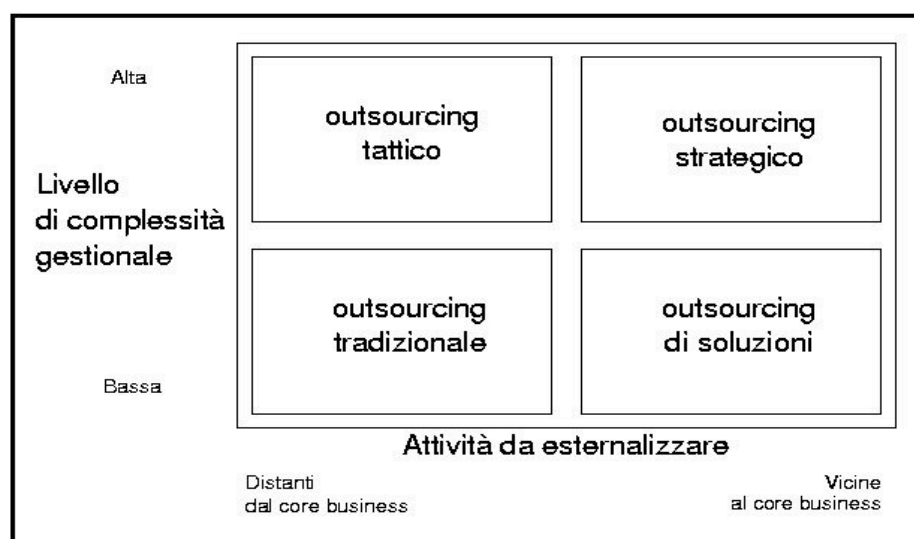 Alta
outsourcing
tattico
outsourcing
strategico
Livello
di complessità
gestionale
outsourcing
tradizionale
outsourcing
di soluzioni
Bassa
Attività da esternalizzare
Distanti
dal core business
Vicine
al core business